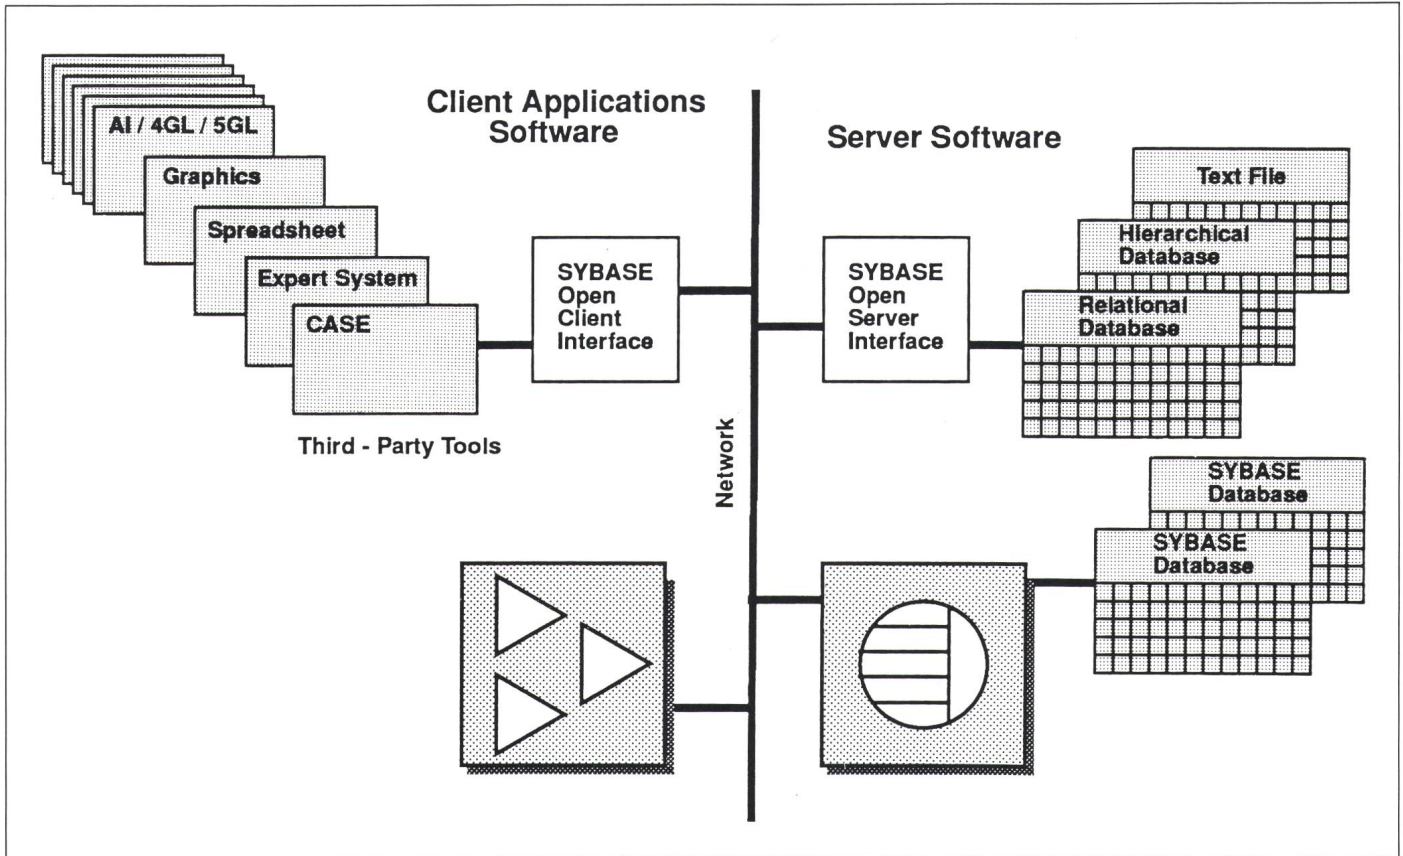 Client Applications
Software
Server Software
AI / 4GL / 5GL
Graphics
Spreadsheet
Expert System
CASE
Third - Party Tools
SYBASE
Open
Client
Interface
Network
SYBASE
Open
Server
Interface
Text File
Hierarchical
Database
Relational
Database
SYBASE
Database
SYBASE
Database